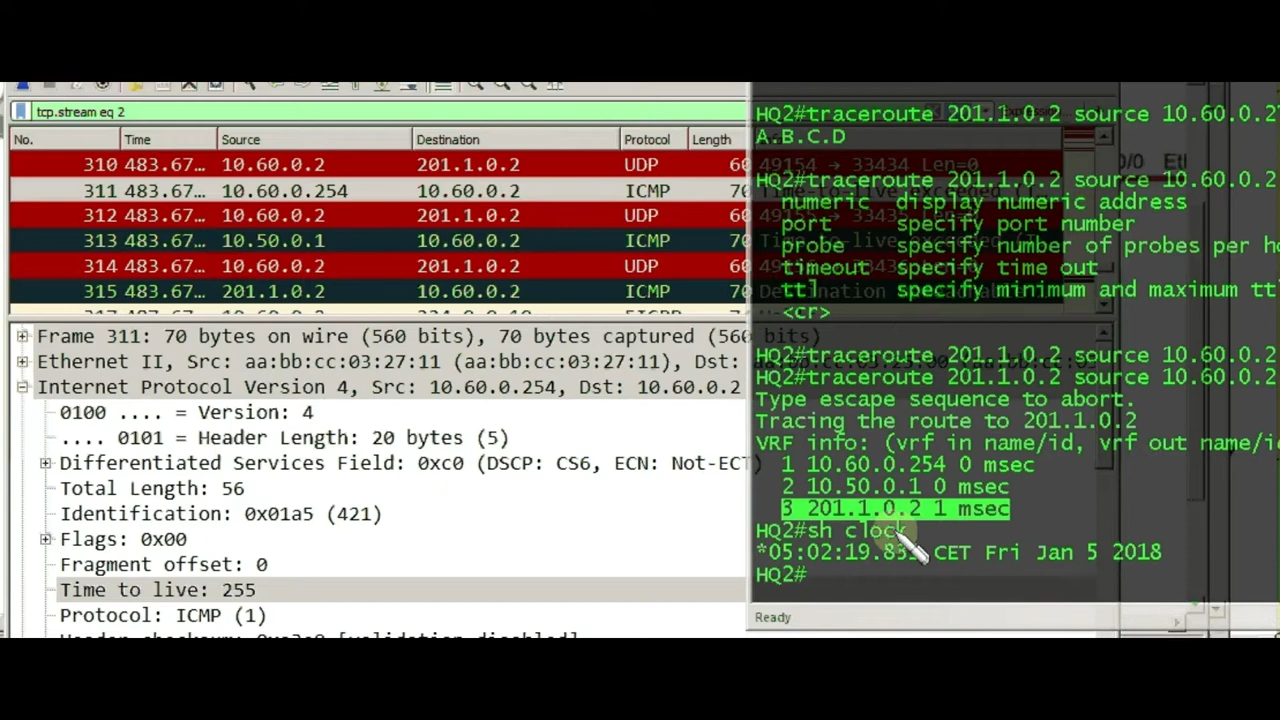 tcp.stream eq 2
No. Time Source Destination Protocol Length
310 483.67… 10.60.0.2 201.1.0.2 UDP 60 49154 → 33434 Len=0
311 483.67… 10.60.0.254 10.60.0.2 ICMP 70
312 483.67… 10.60.0.2 201.1.0.2 UDP 60
313 483.67… 10.50.0.1 10.60.0.2 ICMP 70
314 483.67… 10.60.0.2 201.1.0.2 UDP 60
315 483.67… 201.1.0.2 10.60.0.2 ICMP 70
Frame 311: 70 bytes on wire (560 bits), 70 bytes captured (560 bits)
Ethernet II, Src: aa:bb:cc:03:27:11 (aa:bb:cc:03:27:11), Dst:
Internet Protocol Version 4, Src: 10.60.0.254, Dst: 10.60.0.2
0100 .... = Version: 4
.... 0101 = Header Length: 20 bytes (5)
Differentiated Services Field: 0xc0 (DSCP: CS6, ECN: Not-ECT)
Total Length: 56
Identification: 0x01a5 (421)
Flags: 0x00
Fragment offset: 0
Time to live: 255
Protocol: ICMP (1)
HQ2#traceroute 201.1.0.2 source 10.60.0.2
A.B.C.D
HQ2#traceroute 201.1.0.2 source 10.60.0.2
numeric display numeric address
port specify port number
probe specify number of probes per
timeout specify time out
ttl specify minimum and maximum
<cr>
HQ2#traceroute 201.1.0.2 source 10.60.0.2
HQ2#traceroute 201.1.0.2 source 10.60.0.2
Type escape sequence to abort.
Tracing the route to 201.1.0.2
VRF info: (vrf in name/id, vrf out
1 10.60.0.254 0 msec
2 10.50.0.1 0 msec
3 201.1.0.2 1 msec
HQ2#sh clock
CET Fri Jan 5 2018
HQ2#
Ready